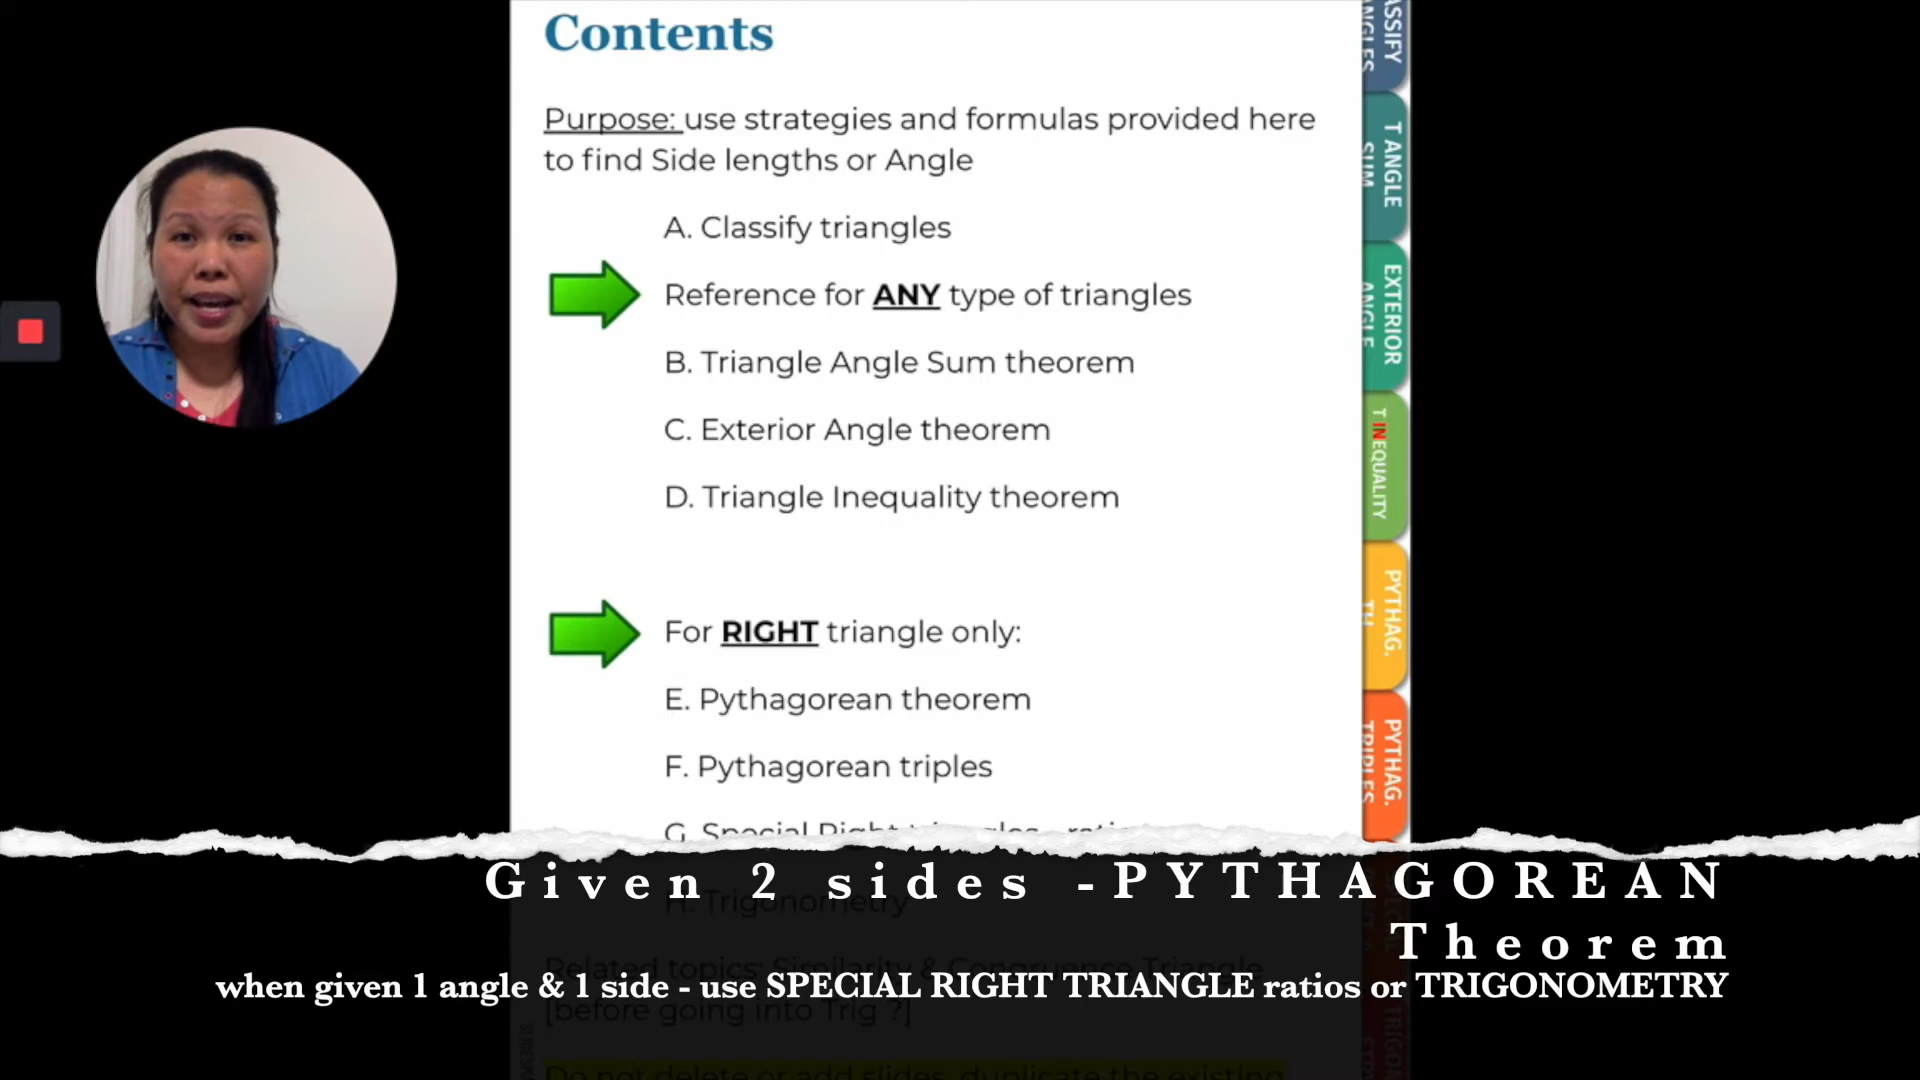 Contents
Purpose: use strategies and formulas provided here
to find Side lengths or Angle
A. Classify triangles
Reference for ANY type of triangles
B. Triangle Angle Sum theorem
C. Exterior Angle theorem
D. Triangle Inequality theorem
For RIGHT triangle only:
E. Pythagorean theorem
F. Pythagorean triples
G. Special Right triangles
H. Trigonometry
Related topics: Similarity & Congruence Triangle
[before going into Trig ?]
Do not delete or add slides, duplicate the existing
T ANGLE
SUM
EXTERIOR
ANGLE
T INEQUALITY
PYTHAG.
TH
PYTHAG.
TRIPLES
Given 2 sides -PYTHAGOREAN
Theorem
when given 1 angle & 1 side - use SPECIAL RIGHT TRIANGLE ratios or TRIGONOMETRY